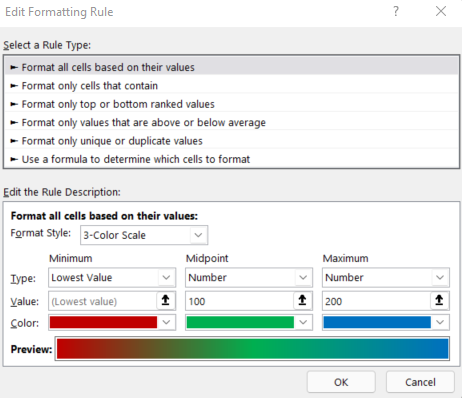 Edit Formatting Rule ?
Select a Rule Type:
► Format all cells based on their values
► Format only cells that contain
► Format only top or bottom ranked values
► Format only values that are above or below average
► Format only unique or duplicate values
► Use a formula to determine which cells to format
Edit the Rule Description:
Format all cells based on their values:
Format Style: 3-Color Scale
Minimum Midpoint Maximum
Type: Lowest Value Number Number
Value: (Lowest value) 100 200
Color:
Preview:
OK Cancel